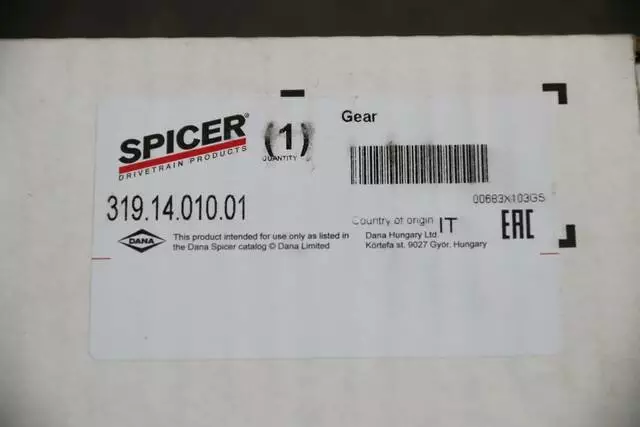 SPICER®
DRIVETRAIN PRODUCTS
(1)
QUANTITY
Gear
319.14.010.01
00683X103G5
Country of origin IT
DANA
This product intended for use only as listed in
the Dana Spicer catalog © Dana Limited
Dana Hungary Ltd
Körtefa st. 9027 Gyor, Hungary
EAC